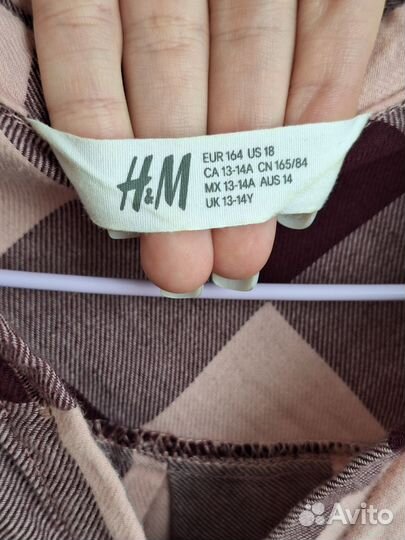 H&M
EUR 164 US 18
CA 13-14A CN 165/84
MX 13-14A AUS 14
UK 13-14Y
Avito